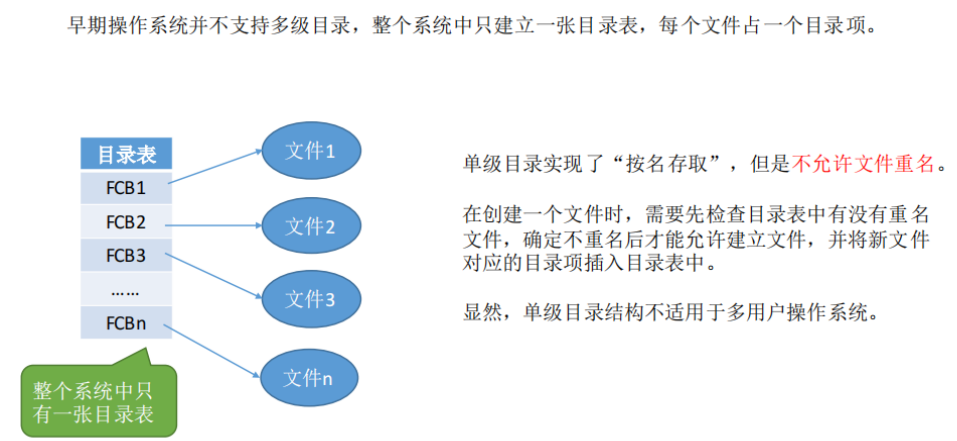 早期操作系统并不支持多级目录，整个系统中只建立一张目录表，每个文件占一个目录项。
目录表
FCB1
FCB2
FCB3
……
FCBn
文件1
文件2
文件3
文件n
整个系统中只
有一张目录表
单级目录实现了“按名存取”，但是不允许文件重名。
在创建一个文件时，需要先检查目录表中有没有重名
文件，确定不重名后才能允许建立文件，并将新文件
对应的目录项插入目录表中。
显然，单级目录结构不适用于多用户操作系统。